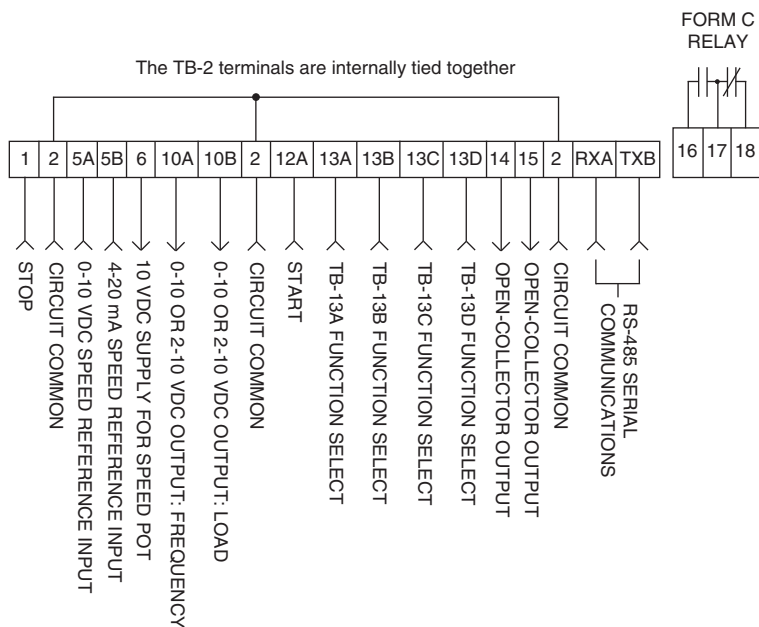 FORM C
RELAY
The TB-2 terminals are internally tied together
1 2 5A 5B 6 10A 10B 2 12A 13A 13B 13C 13D 14 15 2 RXA TXB
16 17 18
STOP
CIRCUIT COMMON
0-10 VDC SPEED REFERENCE INPUT
4-20 mA SPEED REFERENCE INPUT
10 VDC SUPPLY FOR SPEED POT
0-10 OR 2-10 VDC OUTPUT: FREQUENCY
0-10 OR 2-10 VDC OUTPUT: LOAD
CIRCUIT COMMON
START
TB-13A FUNCTION SELECT
TB-13B FUNCTION SELECT
TB-13C FUNCTION SELECT
TB-13D FUNCTION SELECT
OPEN-COLLECTOR OUTPUT
OPEN-COLLECTOR OUTPUT
CIRCUIT COMMON
RS-485 SERIAL
COMMUNICATIONS